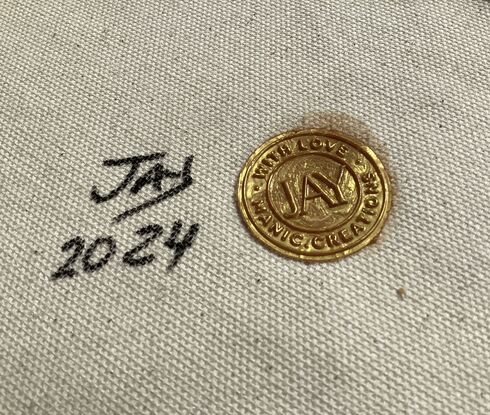 JAY
2024
· WITH LOVE ·
JAY
MANIC. CREATIONS